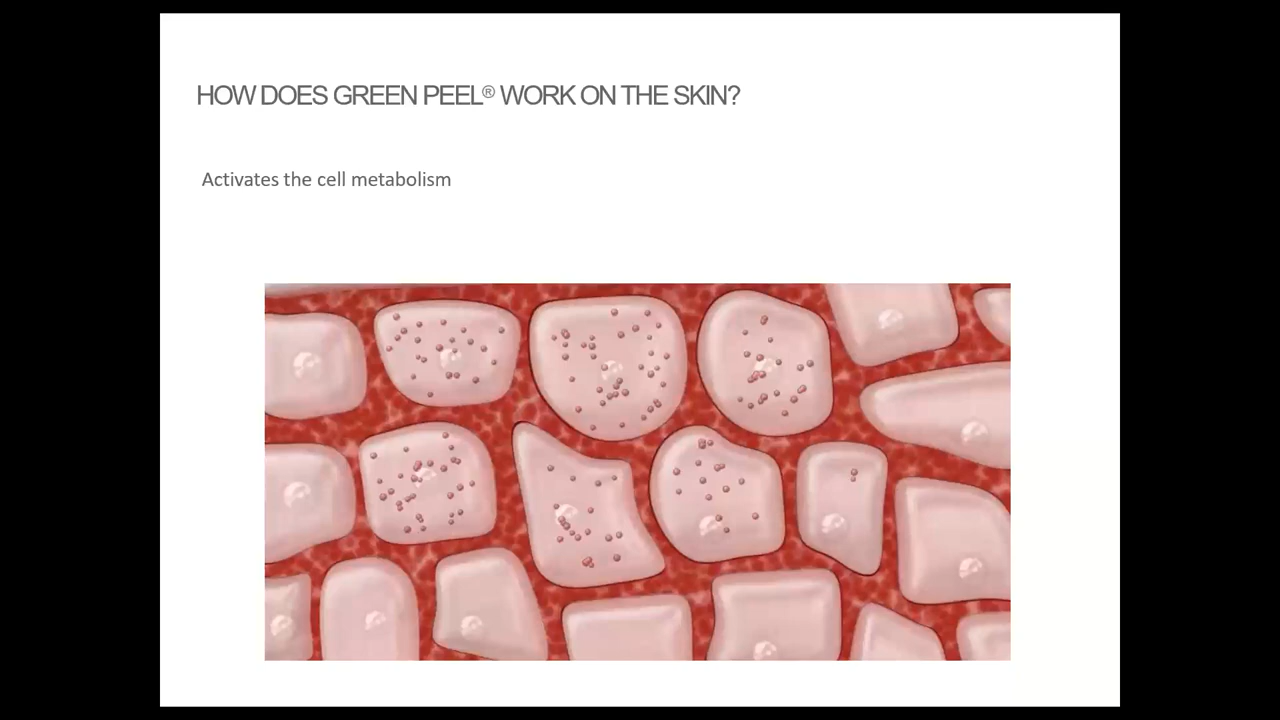 HOW DOES GREEN PEEL® WORK ON THE SKIN?
Activates the cell metabolism